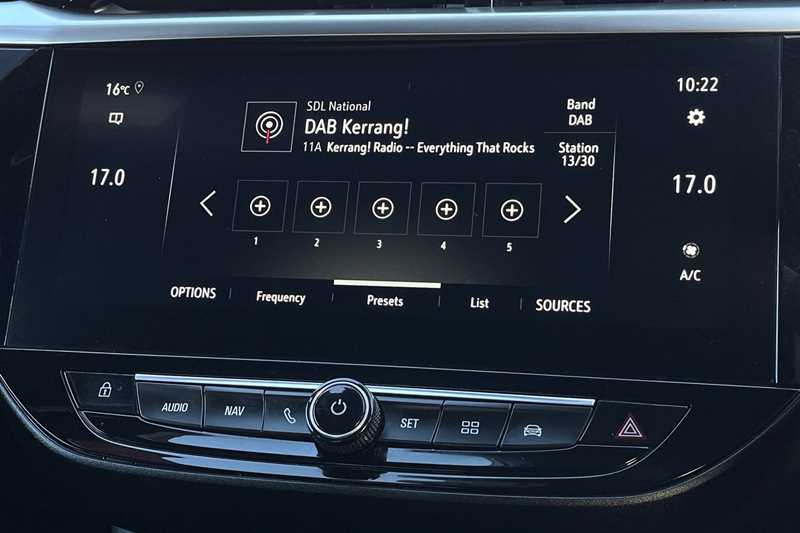 16°C
10:22
SDL National
DAB Kerrang!
11A Kerrang! Radio -- Everything That Rocks
Band
DAB
Station
13/30
17.0
17.0
1 2 3 4 5
A/C
OPTIONS Frequency Presets List SOURCES
AUDIO NAV SET